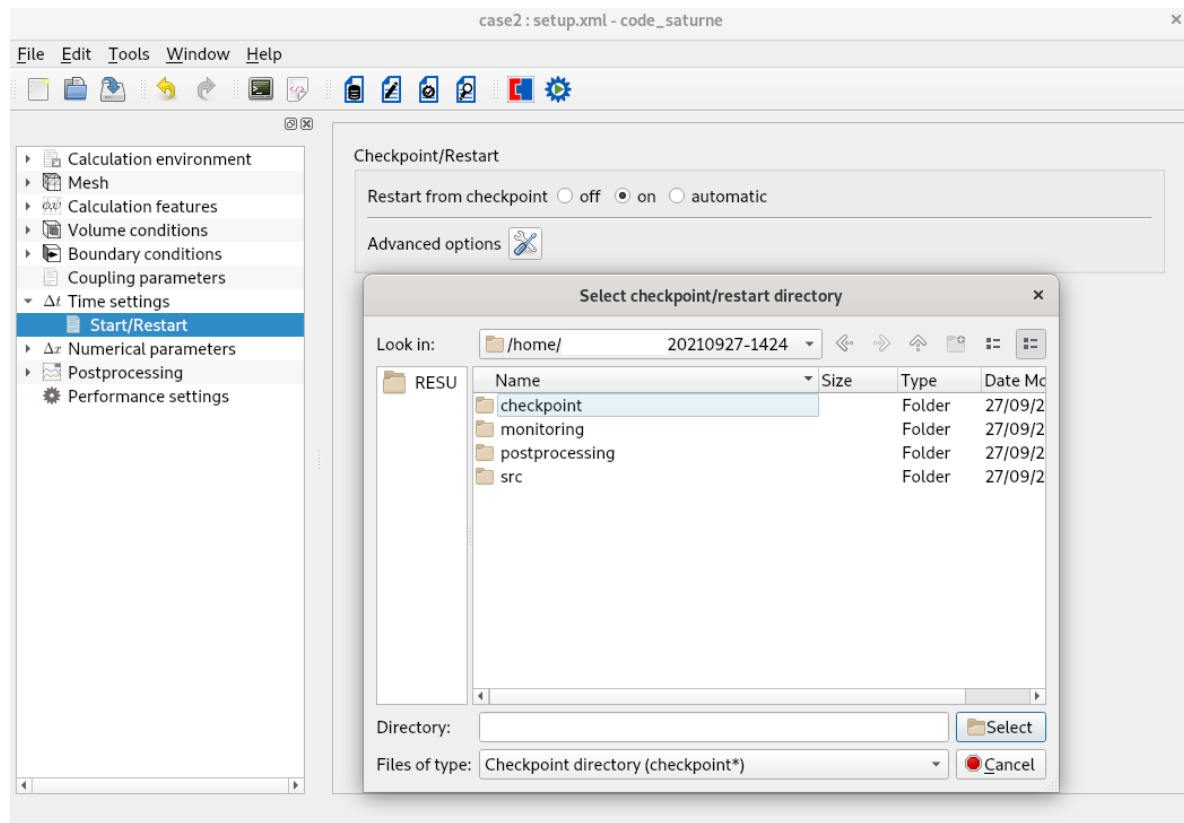 case2 : setup.xml - code_saturne
File Edit Tools Window Help
Calculation environment
Mesh
Calculation features
Volume conditions
Boundary conditions
Coupling parameters
Δt Time settings
Start/Restart
Δx Numerical parameters
Postprocessing
Performance settings
Checkpoint/Restart
Restart from checkpoint off on automatic
Advanced options
Select checkpoint/restart directory
Look in: /home/ 20210927-1424
RESU
Name Size Type Date Mo
checkpoint Folder 27/09/2
monitoring Folder 27/09/2
postprocessing Folder 27/09/2
src Folder 27/09/2
Directory: Select
Files of type: Checkpoint directory (checkpoint*) Cancel